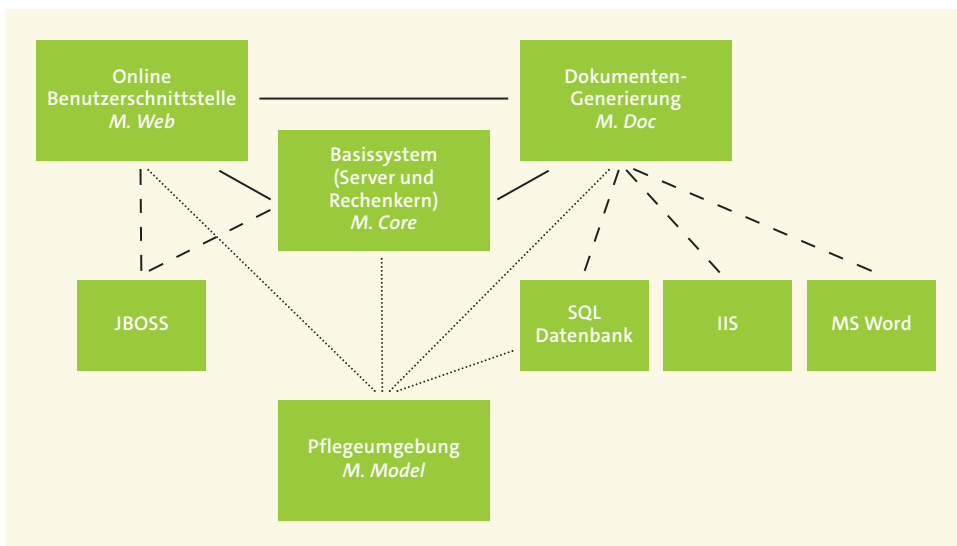 Online
Benutzerschnittstelle
M. Web
Dokumenten-
Generierung
M. Doc
Basissystem
(Server und
Rechenkern)
M. Core
JBOSS
SQL
Datenbank
IIS
MS Word
Pflegeumgebung
M. Model